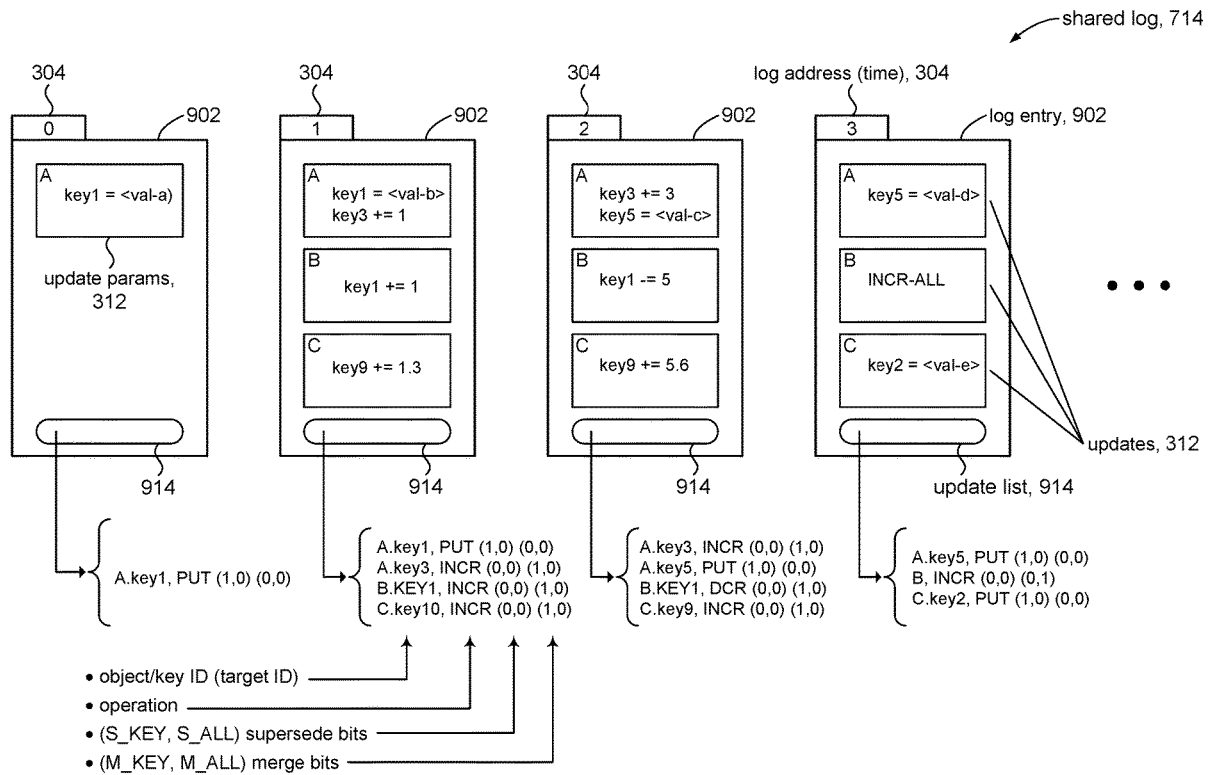 shared log, 714
304
304
304
log address (time), 304
0
902
1
902
2
902
3
log entry, 902
A
key1 = <val-a)
update params,
312
914
A
key1 = <val-b>
key3 += 1
B
key1 += 1
C
key9 += 1.3
914
A
key3 += 3
key5 = <val-c>
B
key1 -= 5
C
key9 += 5.6
914
A
key5 = <val-d>
B
INCR-ALL
C
key2 = <val-e>
updates, 312
update list, 914
A.key1, PUT (1,0) (0,0)
A.key1, PUT (1,0) (0,0)
A.key3, INCR (0,0) (1,0)
B.KEY1, INCR (0,0) (1,0)
C.key10, INCR (0,0) (1,0)
A.key3, INCR (0,0) (1,0)
A.key5, PUT (1,0) (0,0)
B.KEY1, DCR (0,0) (1,0)
C.key9, INCR (0,0) (1,0)
A.key5, PUT (1,0) (0,0)
B, INCR (0,0) (0,1)
C.key2, PUT (1,0) (0,0)
• object/key ID (target ID)
• operation
• (S_KEY, S_ALL) supersede bits
• (M_KEY, M_ALL) merge bits